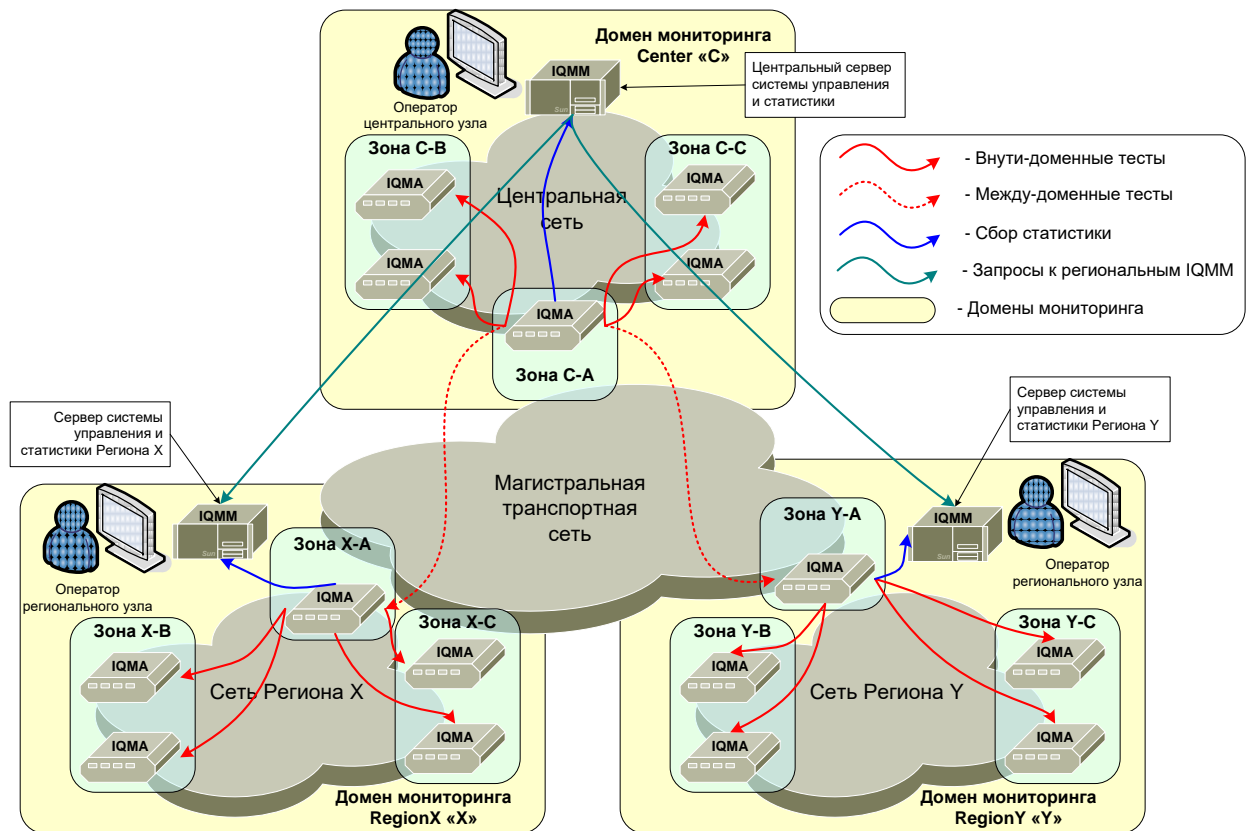 Домен мониторинга
Center «C»
IQMM
Sun
Оператор
центрального узла
Центральный сервер
системы управления
и статистики
Зона C-B
IQMA
IQMA
Центральная
сеть
Зона C-C
IQMA
IQMA
IQMA
Зона C-A
- Внути-доменные тесты
- Между-доменные тесты
- Сбор статистики
- Запросы к региональным IQMM
- Домены мониторинга
Сервер системы
управления и
статистики Региона X
Сервер системы
управления и
статистики Региона Y
Магистральная
транспортная
сеть
IQMM
Sun
Оператор
регионального узла
Зона X-A
IQMA
Зона X-B
IQMA
IQMA
Сеть Региона X
Зона X-C
IQMA
IQMA
Домен мониторинга
RegionX «X»
Зона Y-A
IQMA
IQMM
Sun
Оператор
регионального узла
Зона Y-B
IQMA
IQMA
Сеть Региона Y
Зона Y-C
IQMA
IQMA
Домен мониторинга
RegionY «Y»